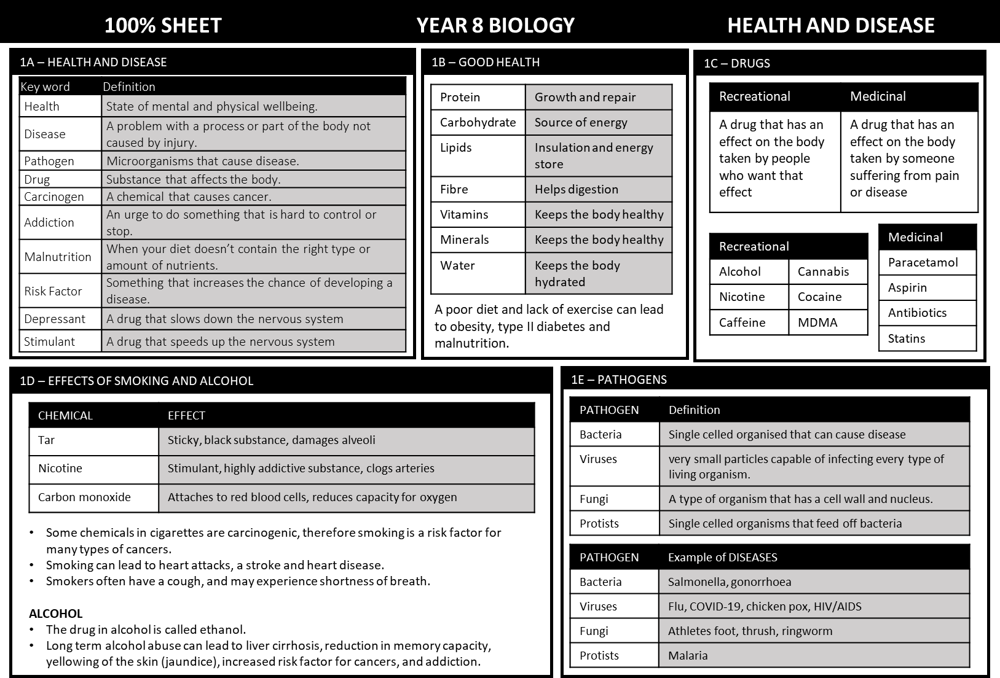 100% SHEET YEAR 8 BIOLOGY HEALTH AND DISEASE
1A – HEALTH AND DISEASE
Key word Definition
Health State of mental and physical wellbeing.
Disease A problem with a process or part of the body not
caused by injury.
Pathogen Microorganisms that cause disease.
Drug Substance that affects the body.
Carcinogen A chemical that causes cancer.
Addiction An urge to do something that is hard to control or
stop.
Malnutrition When your diet doesn’t contain the right type or
amount of nutrients.
Risk Factor Something that increases the chance of developing a
disease.
Depressant A drug that slows down the nervous system
Stimulant A drug that speeds up the nervous system
1B – GOOD HEALTH
Protein Growth and repair
Carbohydrate Source of energy
Lipids Insulation and energy
store
Fibre Helps digestion
Vitamins Keeps the body healthy
Minerals Keeps the body healthy
Water Keeps the body
hydrated
A poor diet and lack of exercise can lead
to obesity, type II diabetes and
malnutrition.
1C – DRUGS
Recreational Medicinal
A drug that has an A drug that has an
effect on the body effect on the body
taken by people taken by someone
who want that suffering from pain
effect or disease
Recreational
Alcohol Cannabis
Nicotine Cocaine
Caffeine MDMA
Medicinal
Paracetamol
Aspirin
Antibiotics
Statins
1D – EFFECTS OF SMOKING AND ALCOHOL
CHEMICAL EFFECT
Tar Sticky, black substance, damages alveoli
Nicotine Stimulant, highly addictive substance, clogs arteries
Carbon monoxide Attaches to red blood cells, reduces capacity for oxygen
• Some chemicals in cigarettes are carcinogenic, therefore smoking is a risk factor for
many types of cancers.
• Smoking can lead to heart attacks, a stroke and heart disease.
• Smokers often have a cough, and may experience shortness of breath.
ALCOHOL
• The drug in alcohol is called ethanol.
• Long term alcohol abuse can lead to liver cirrhosis, reduction in memory capacity,
yellowing of the skin (jaundice), increased risk factor for cancers, and addiction.
1E – PATHOGENS
PATHOGEN Definition
Bacteria Single celled organised that can cause disease
Viruses very small particles capable of infecting every type of
living organism.
Fungi A type of organism that has a cell wall and nucleus.
Protists Single celled organisms that feed off bacteria
PATHOGEN Example of DISEASES
Bacteria Salmonella, gonorrhoea
Viruses Flu, COVID-19, chicken pox, HIV/AIDS
Fungi Athletes foot, thrush, ringworm
Protists Malaria